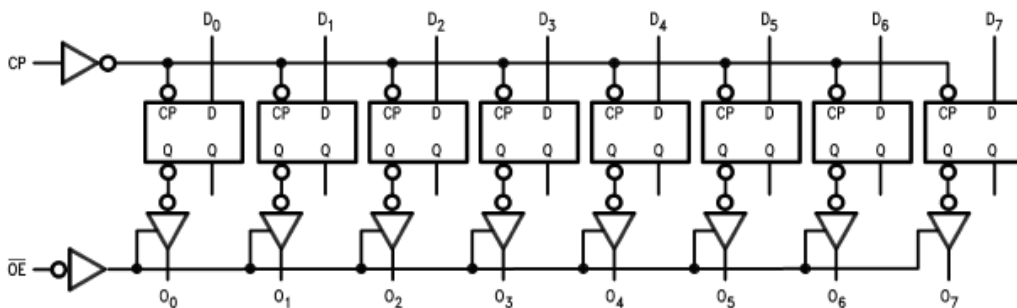 D0 D1 D2 D3 D4 D5 D6 D7
CP
CP D CP D CP D CP D CP D CP D CP D CP D
Q Q Q Q Q Q Q Q Q Q Q Q Q Q Q Q
O̅E̅
O0 O1 O2 O3 O4 O5 O6 O7